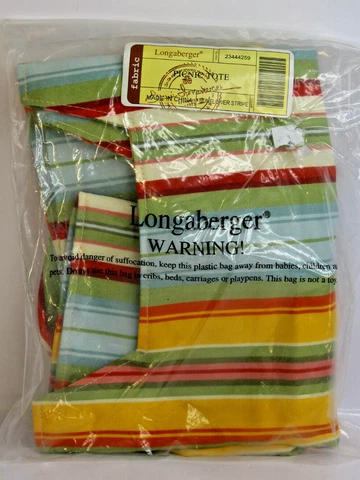 fabric
Longaberger®
23444259
PICNIC TOTE
MADE IN CHINA
STRIPE
Longaberger®
WARNING!
To avoid danger of suffocation, keep this plastic bag away from babies, children a
pets. Do not use this bag in cribs, beds, carriages or playpens. This bag is not a toy.